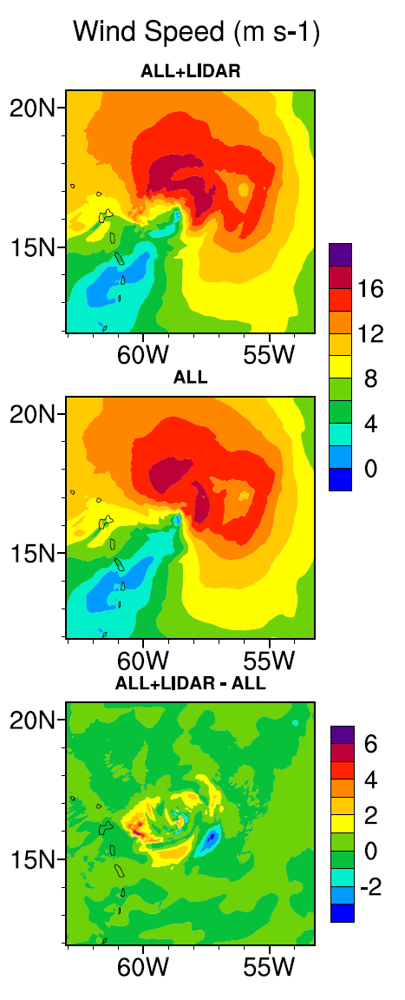 Wind Speed (m s-1)
ALL+LIDAR
20N
15N
60W 55W
16
12
8
4
0
ALL
20N
15N
60W 55W
ALL+LIDAR - ALL
20N
15N
60W 55W
6
4
2
0
-2